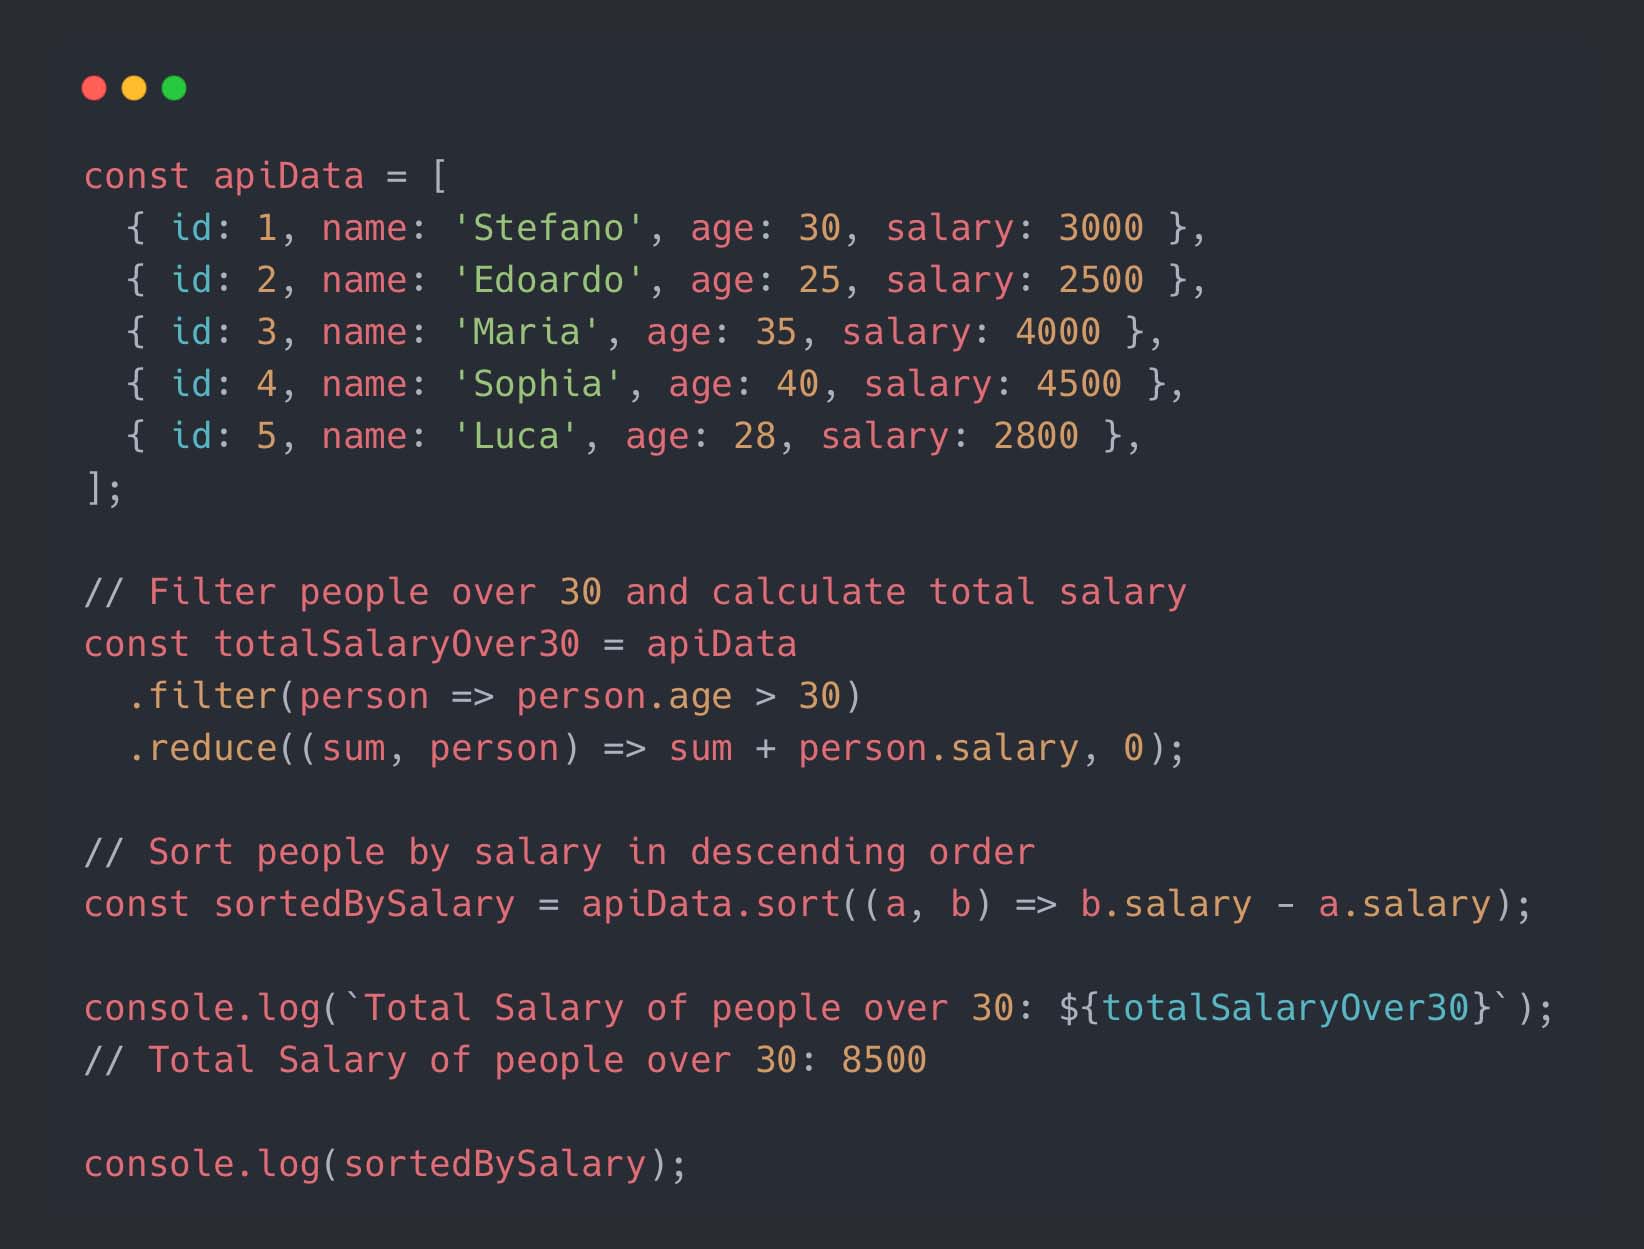 const apiData = [
  { id: 1, name: 'Stefano', age: 30, salary: 3000 },
  { id: 2, name: 'Edoardo', age: 25, salary: 2500 },
  { id: 3, name: 'Maria', age: 35, salary: 4000 },
  { id: 4, name: 'Sophia', age: 40, salary: 4500 },
  { id: 5, name: 'Luca', age: 28, salary: 2800 },
];

// Filter people over 30 and calculate total salary
const totalSalaryOver30 = apiData
  .filter(person => person.age > 30)
  .reduce((sum, person) => sum + person.salary, 0);

// Sort people by salary in descending order
const sortedBySalary = apiData.sort((a, b) => b.salary - a.salary);

console.log(`Total Salary of people over 30: ${totalSalaryOver30}`);
// Total Salary of people over 30: 8500

console.log(sortedBySalary);